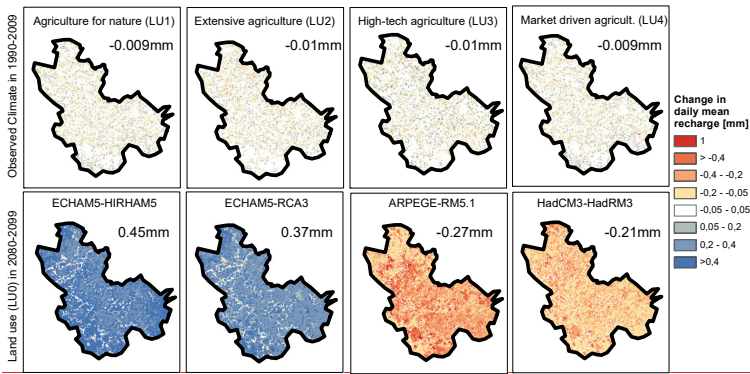 Agriculture for nature (LU1)
Extensive agriculture (LU2)
High-tech agriculture (LU3)
Market driven agricult. (LU4)
-0.009mm
-0.01mm
-0.01mm
-0.009mm
Observed Climate in 1990-2009
ECHAM5-HIRHAM5
ECHAM5-RCA3
ARPEGE-RM5.1
HadCM3-HadRM3
0.45mm
0.37mm
-0.27mm
-0.21mm
Land use (LU0) in 2080-2099
Change in
daily mean
recharge [mm]
1
> -0,4
-0,4 - -0,2
-0,2 - -0,05
-0,05 - 0,05
0,05 - 0,2
0,2 - 0,4
>0,4